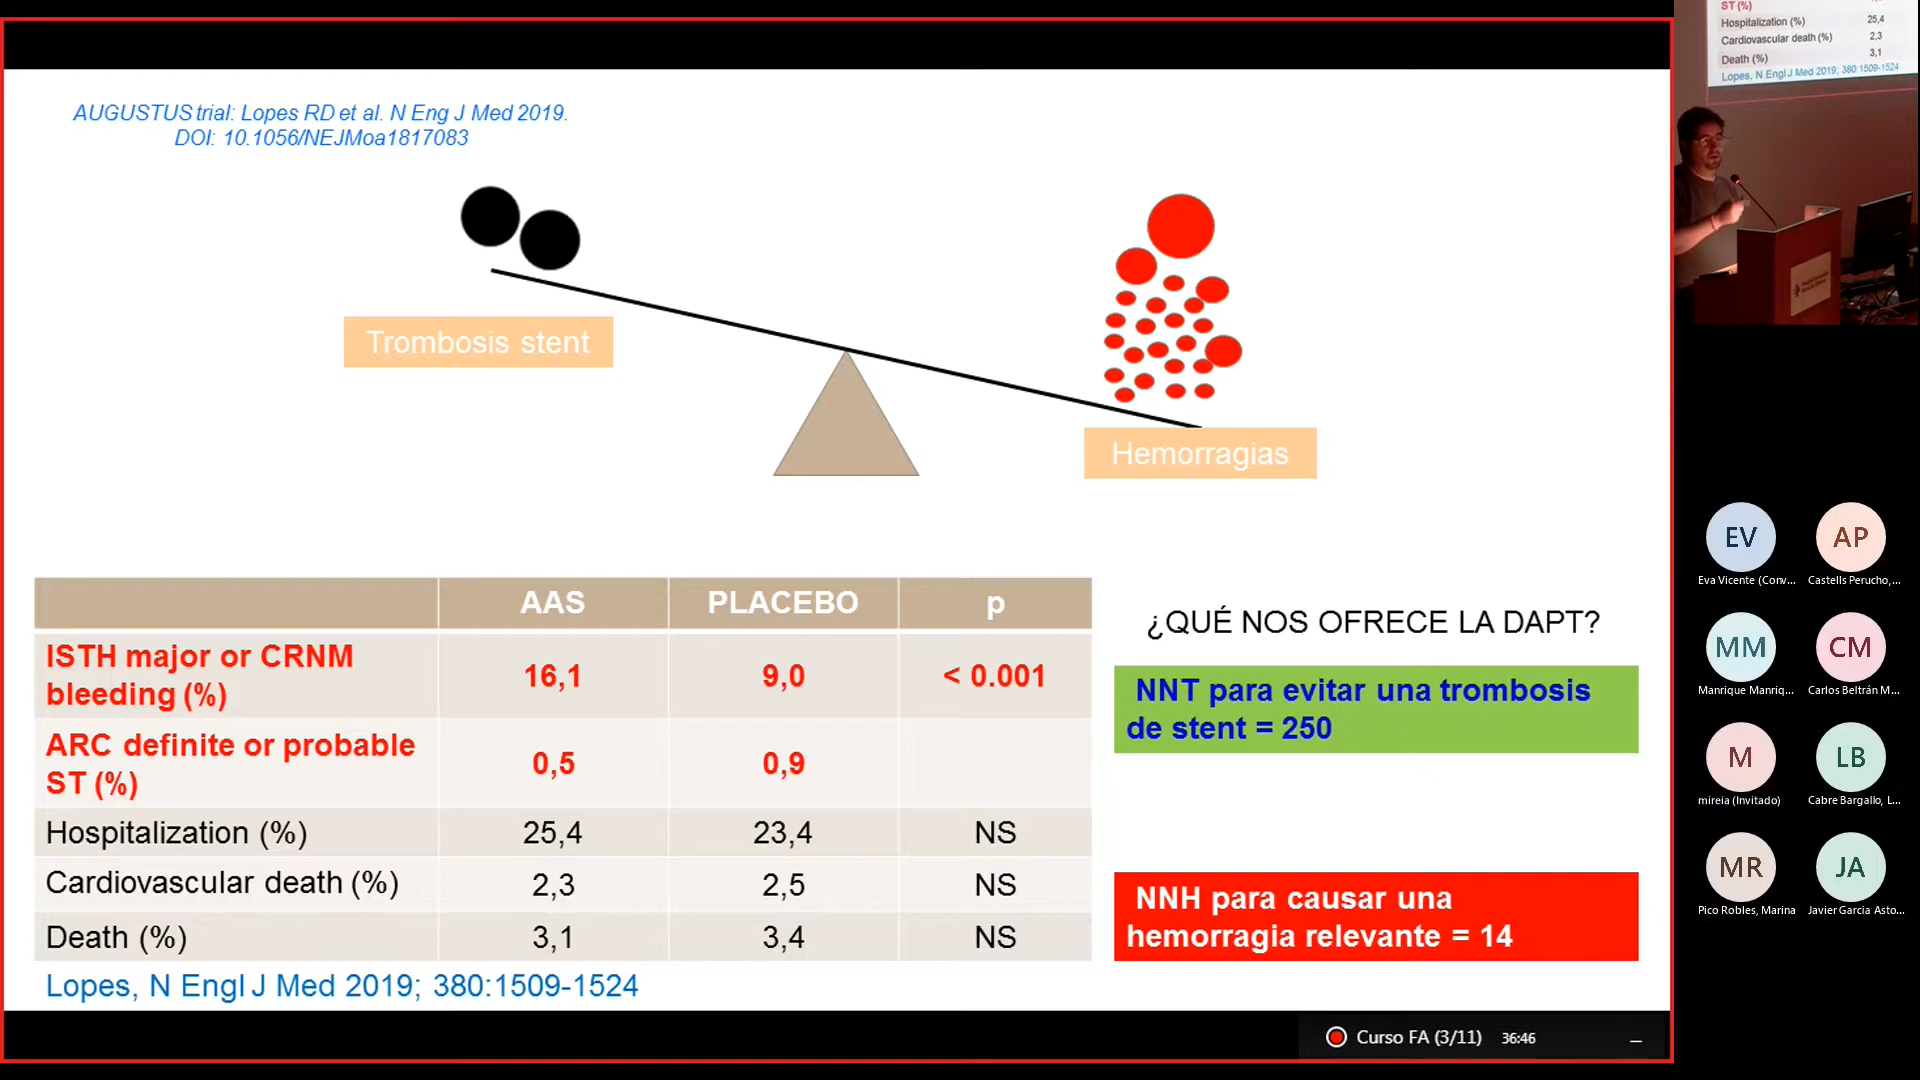 AUGUSTUS trial: Lopes RD et al. N Eng J Med 2019.
DOI: 10.1056/NEJMoa1817083
Trombosis stent
Hemorragias
AAS PLACEBO p
ISTH major or CRNM
bleeding (%) 16,1 9,0 < 0.001
ARC definite or probable
ST (%) 0,5 0,9
Hospitalization (%) 25,4 23,4 NS
Cardiovascular death (%) 2,3 2,5 NS
Death (%) 3,1 3,4 NS
Lopes, N Engl J Med 2019; 380:1509-1524
¿QUÉ NOS OFRECE LA DAPT?
NNT para evitar una trombosis
de stent = 250
NNH para causar una
hemorragia relevante = 14
Curso FA (3/11) 36:46
ST (%)
Hospitalization (%) 25,4
Cardiovascular death (%) 2,3
Death (%) 3,1
Lopes, N Engl J Med 2019; 380:1509-1524
EV AP
Eva Vicente (Conv... Castells Perucho,...
MM CM
Manrique Manriq... Carlos Beltrán M...
M LB
mireia (Invitado) Cabre Bargallo, L...
MR JA
Pico Robles, Marina Javier Garcia Asto...